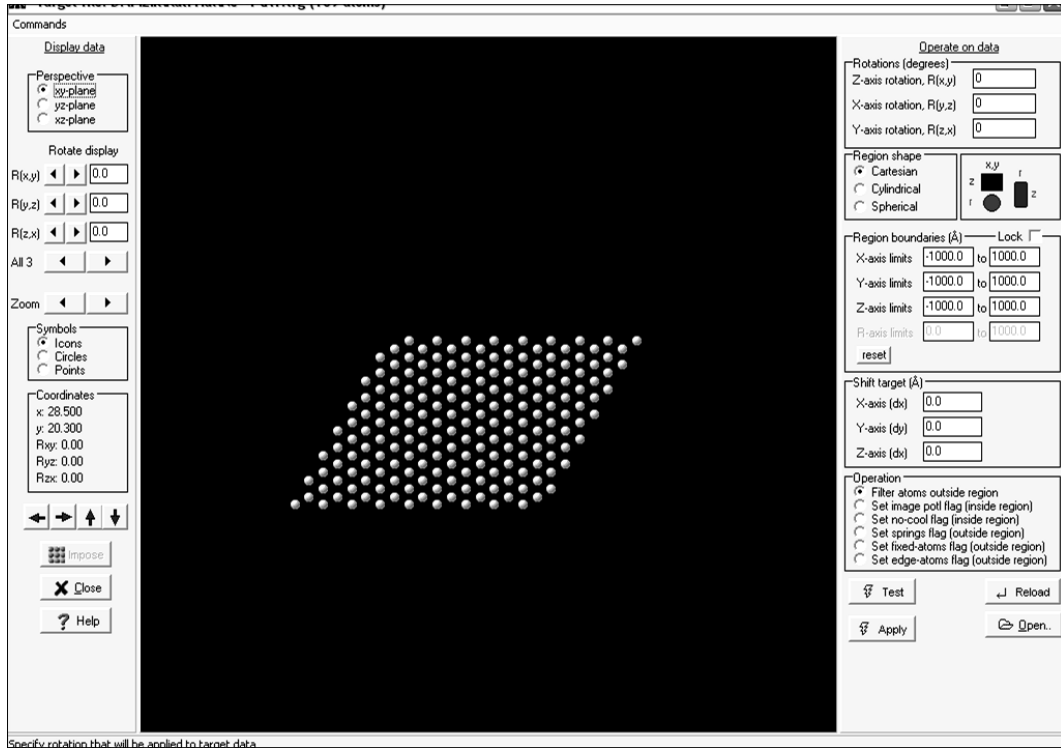 Commands
Display data
Perspective
xy-plane
yz-plane
xz-plane
Rotate display
R(x,y) 0.0
R(y,z) 0.0
R(z,x) 0.0
All 3
Zoom
Symbols
Icons
Circles
Points
Coordinates
x: 28.500
y: 20.300
Rxy: 0.00
Ryz: 0.00
Rzx: 0.00
Impose
Close
Help
Operate on data
Rotations (degrees)
Z-axis rotation, R(x,y) 0
X-axis rotation, R(y,z) 0
Y-axis rotation, R(z,x) 0
Region shape
Cartesian
Cylindrical
Spherical
x,y
r
z
z
r
Region boundaries (Å) Lock
X-axis limits -1000.0 to 1000.0
Y-axis limits -1000.0 to 1000.0
Z-axis limits -1000.0 to 1000.0
R-axis limits 0.0 to 1000.0
reset
Shift target (Å)
X-axis (dx) 0.0
Y-axis (dy) 0.0
Z-axis (dx) 0.0
Operation
Filter atoms outside region
Set image potl flag (inside region)
Set no-cool flag (inside region)
Set springs flag (outside region)
Set fixed-atoms flag (outside region)
Set edge-atoms flag (outside region)
Test
Reload
Apply
Open..
Specify rotation that will be applied to target data